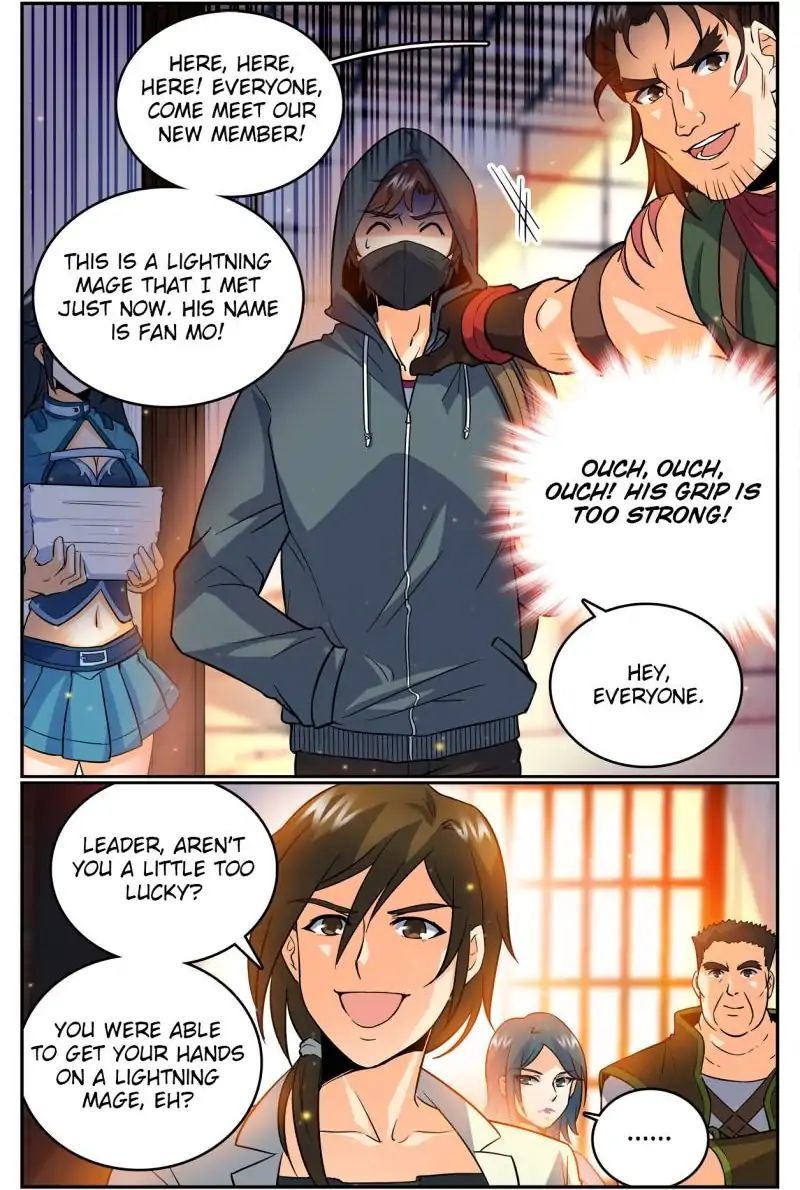 HERE, HERE,
HERE! EVERYONE,
COME MEET OUR
NEW MEMBER!
THIS IS A LIGHTNING
MAGE THAT I MET
JUST NOW. HIS NAME
IS FAN MO!
OUCH, OUCH,
OUCH! HIS GRIP IS
TOO STRONG!
HEY,
EVERYONE.
LEADER, AREN'T
YOU A LITTLE TOO
LUCKY?
YOU WERE ABLE
TO GET YOUR HANDS
ON A LIGHTNING
MAGE, EH?
......